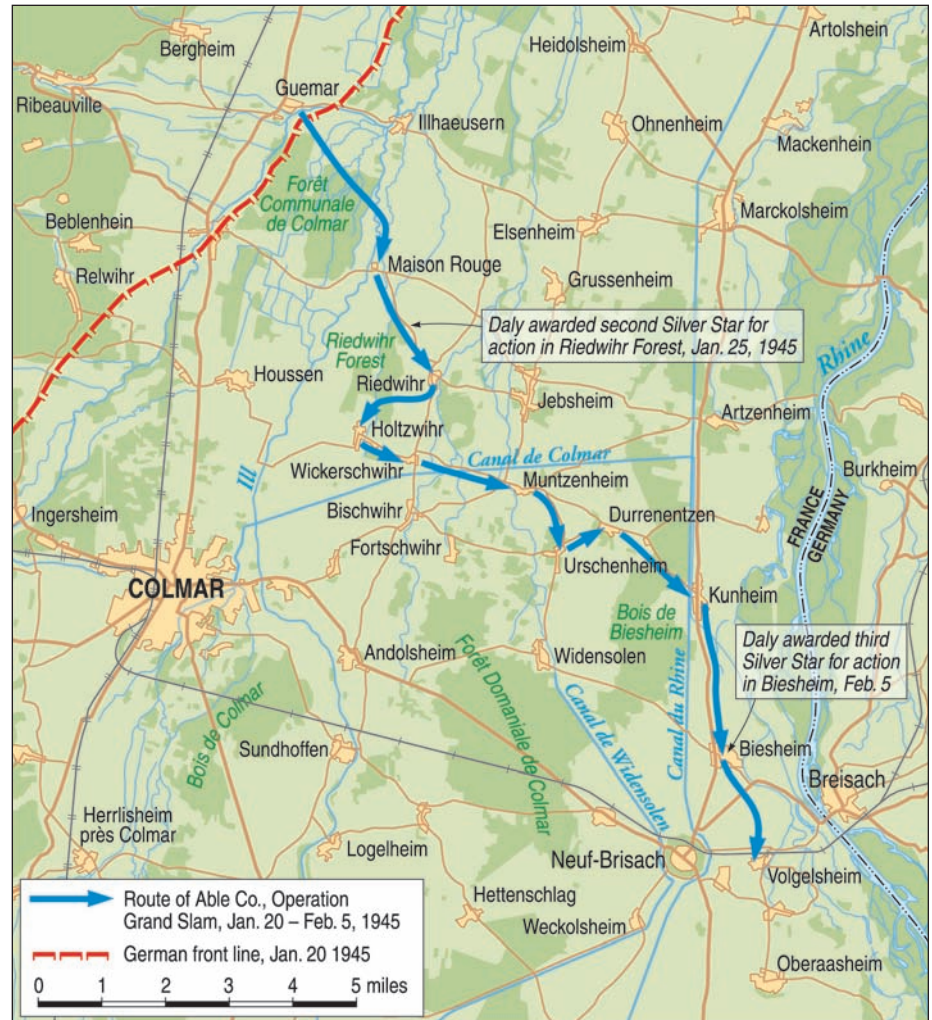 Bergheim
Heidolsheim
Artolshein
Ribeauville
Guemar
Illhaeusern
Ohnenheim
Mackenhein
Forêt
Communale
de Colmar
Beblenhein
Elsenheim
Marckolsheim
Relwihr
Maison Rouge
Grussenheim
Daly awarded second Silver Star for
action in Riedwihr Forest, Jan. 25, 1945
Rhine
Riedwihr
Forest
Houssen
Riedwihr
Jebsheim
Artzenheim
Holtzwihr
Ill
Wickerschwihr
Canal de Colmar
Muntzenheim
Burkheim
Ingersheim
Bischwihr
Durrenentzen
FRANCE
GERMANY
Fortschwihr
Urschenheim
COLMAR
Kunheim
Bois de
Biesheim
Andolsheim
Widensolen
Daly awarded third
Silver Star for action
in Biesheim, Feb. 5
Forêt Domaniale de
Colmar
Bois de Colmar
Canal de Widensolen
Canal du Rhine
Sundhoffen
Biesheim
Breisach
Herrlisheim
près Colmar
Logelheim
Neuf-Brisach
Volgelsheim
Hettenschlag
Weckolsheim
Oberaasheim
Route of Able Co., Operation
Grand Slam, Jan. 20 – Feb. 5, 1945
German front line, Jan. 20 1945
0 1 2 3 4 5 miles